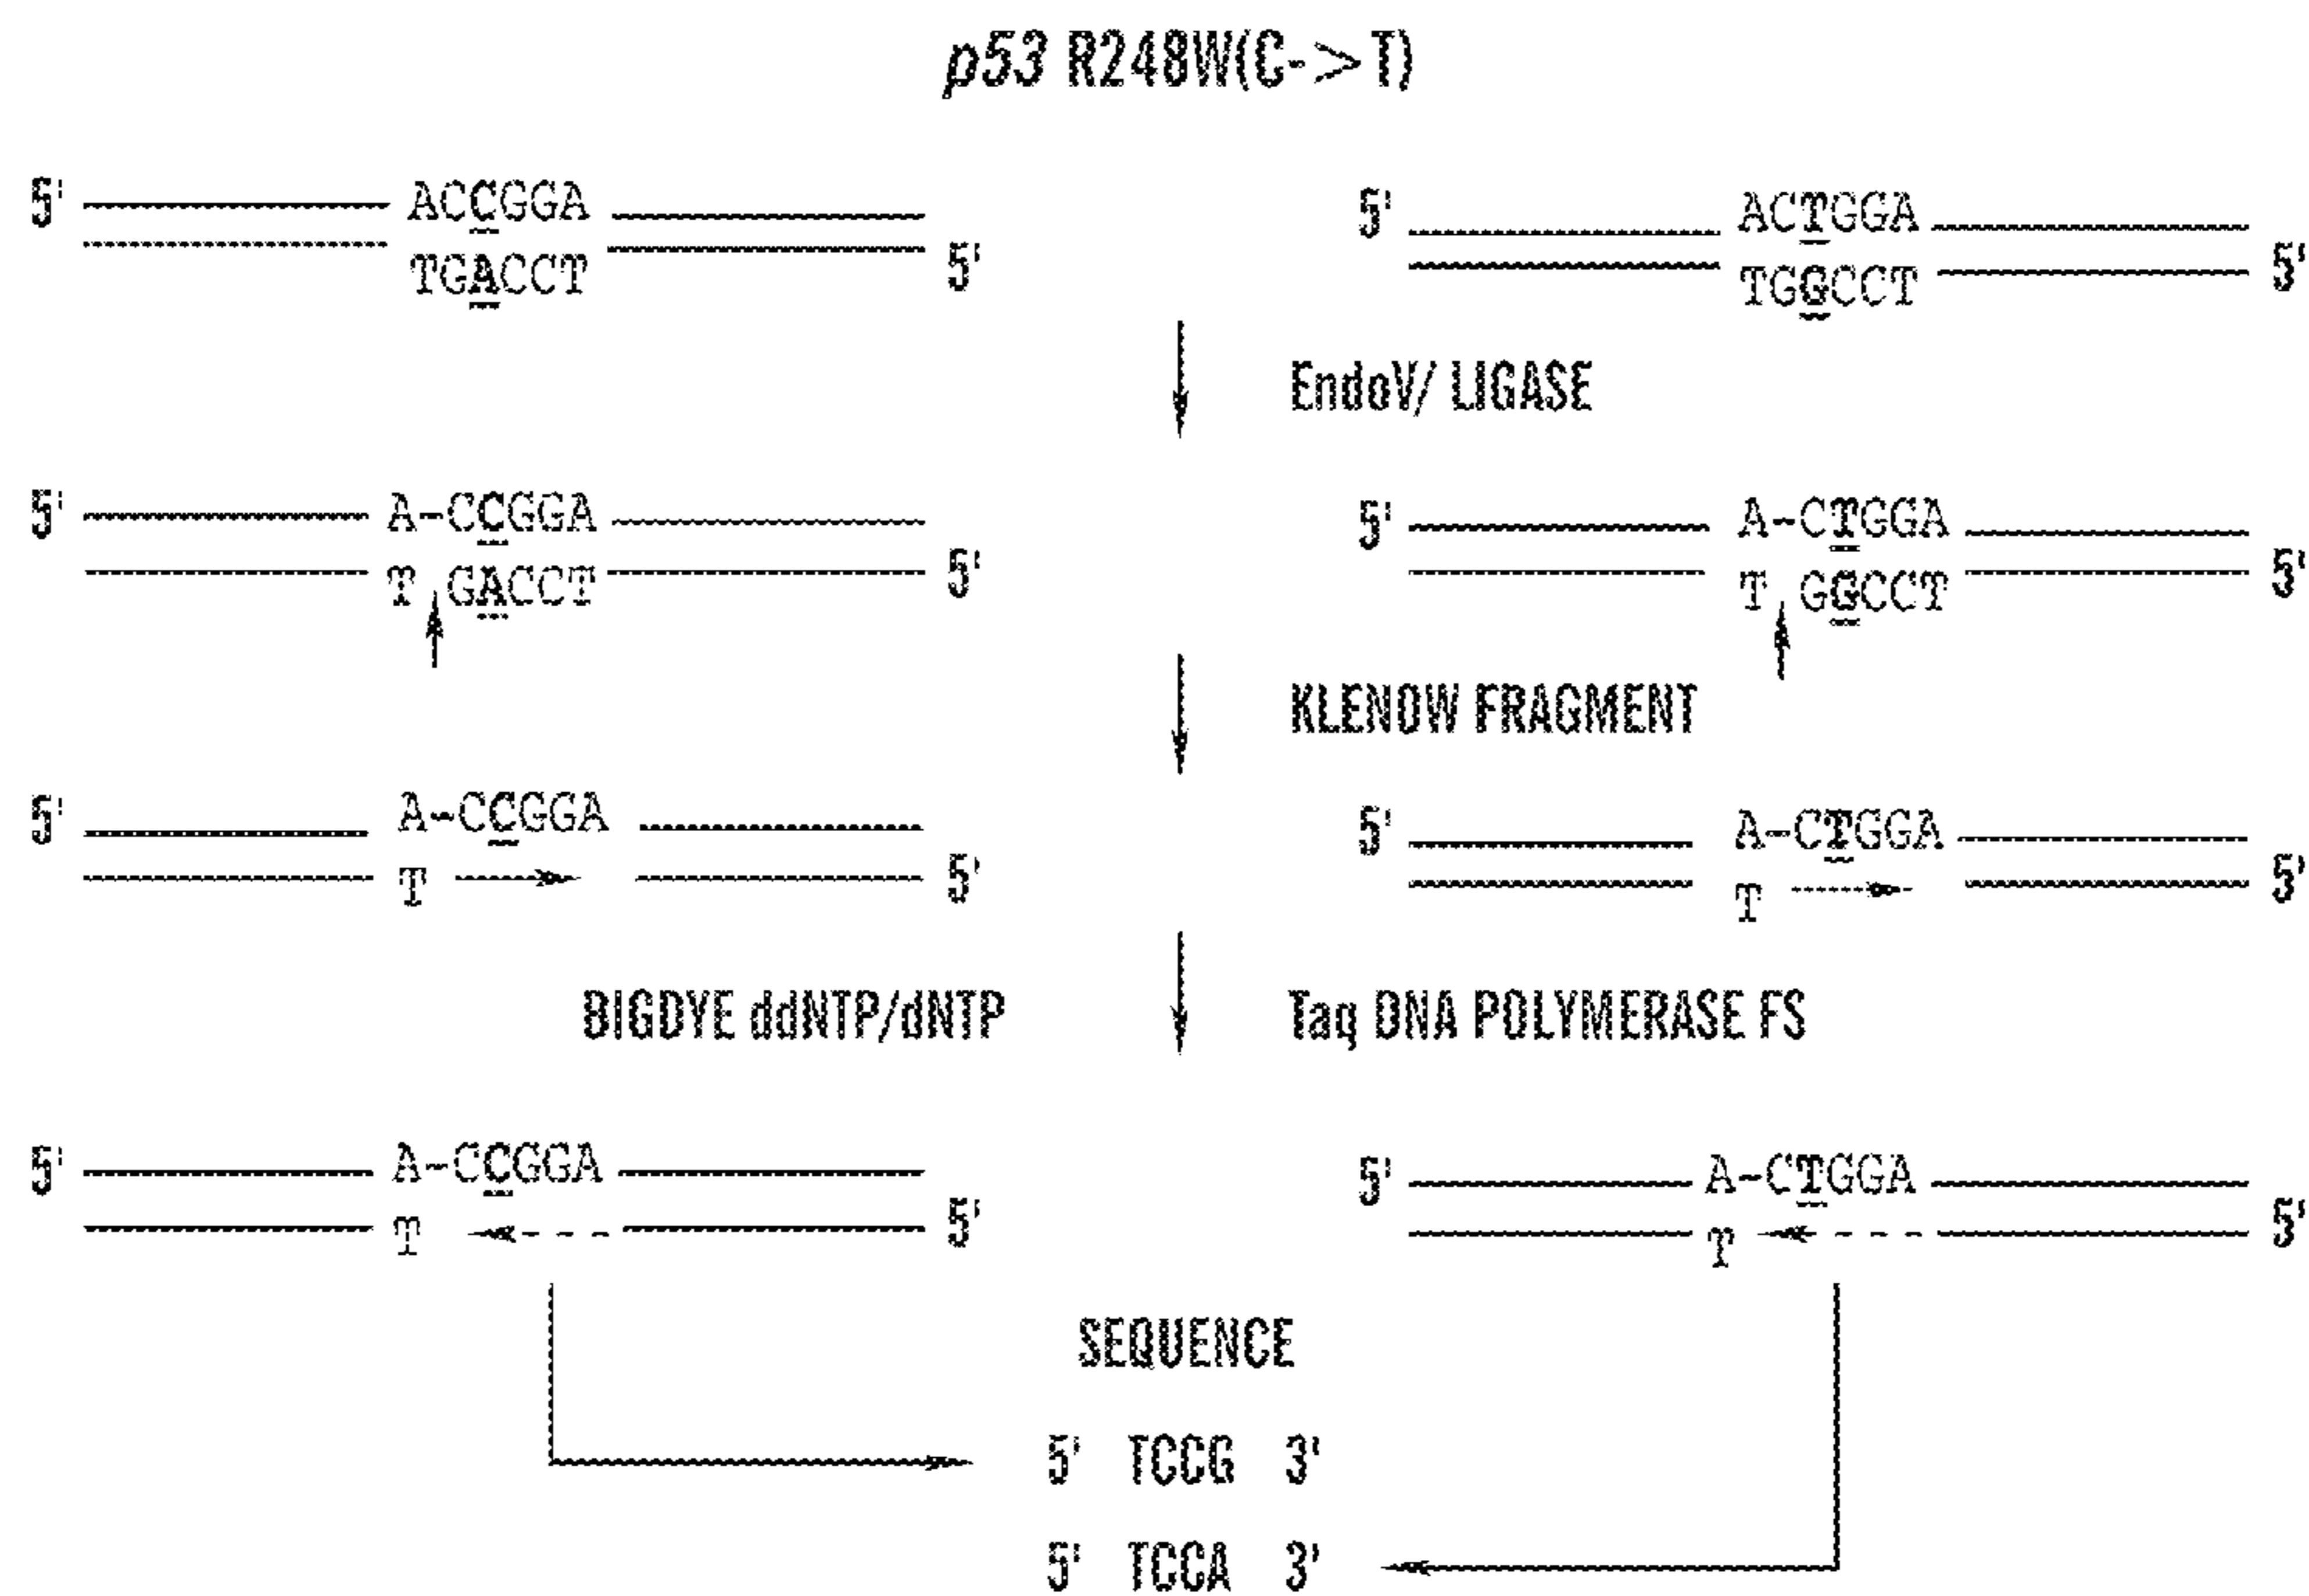 p53 R248W(C->T)
5' ACCGGA
TGACCT 5'
5' ACTGGA
TGGCCT 5'
EndoV/ LIGASE
5' A-CCGGA
T GACCT 5'
5' A-CTGGA
T GGCCT 5'
KLENOW FRAGMENT
5' A-CCGGA
T 5'
5' A-CTGGA
T 5'
BIGDYE ddNTP/dNTP
Taq DNA POLYMERASE FS
5' A-CCGGA
T 5'
5' A-CTGGA
T 5'
SEQUENCE
5' TCCG 3'
5' TCCA 3'